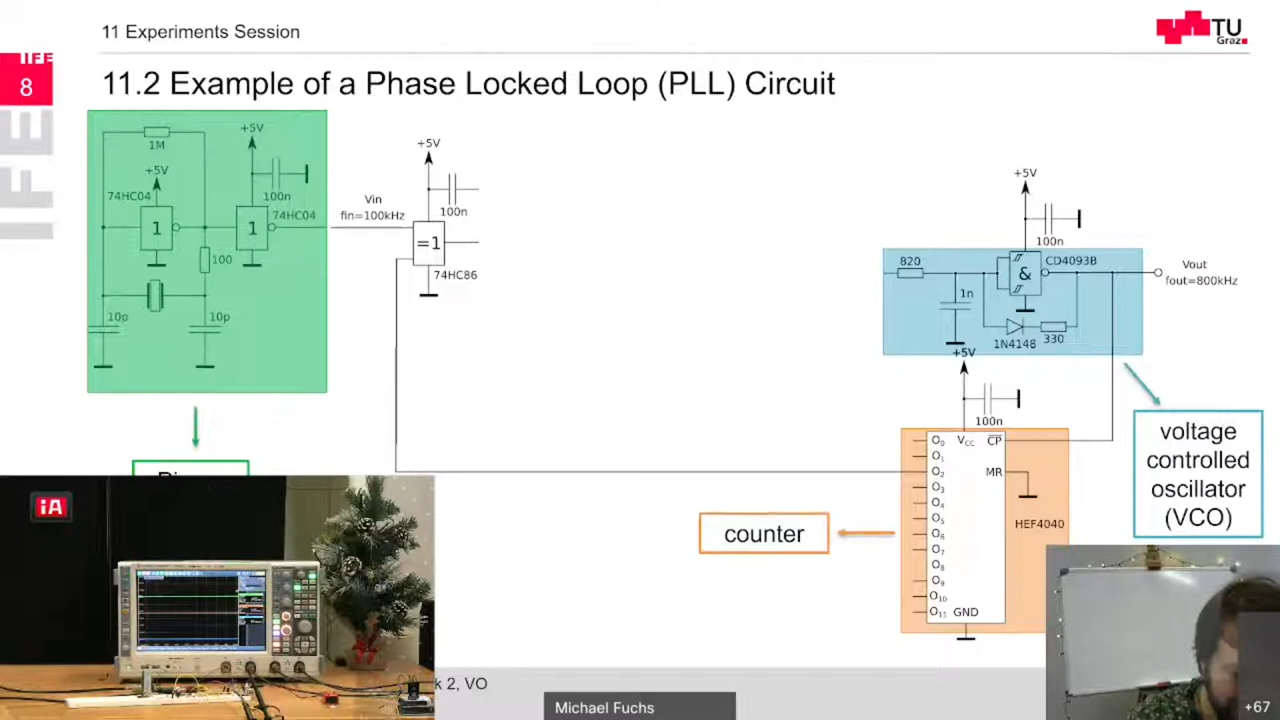 11 Experiments Session
TU
Graz
IFE
8
IFE
11.2 Example of a Phase Locked Loop (PLL) Circuit
1M
+5V
+5V
74HC04
100n
74HC04
1
1
100
10p
10p
Vin
fin=100kHz
+5V
100n
=1
74HC86
+5V
100n
820
&
CD4093B
1n
1N4148
330
Vout
fout=800kHz
+5V
100n
O0 VCC CP
O1
O2 MR
O3
O4
O5
O6
O7
O8
O9
O10
O11 GND
HEF4040
counter
voltage
controlled
oscillator
(VCO)
iA
k 2, VO
Michael Fuchs
+67